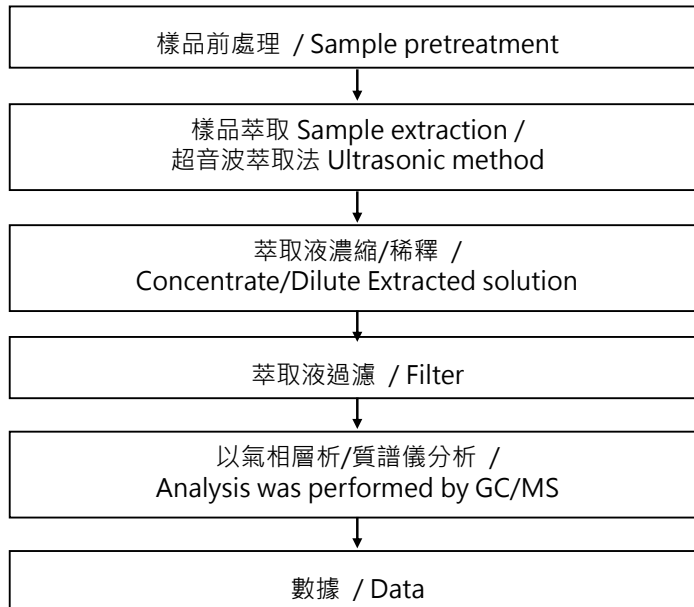 樣品前處理 / Sample pretreatment
樣品萃取 Sample extraction /
超音波萃取法 Ultrasonic method
萃取液濃縮/稀釋 /
Concentrate/Dilute Extracted solution
萃取液過濾 / Filter
以氣相層析/質譜儀分析 /
Analysis was performed by GC/MS
數據 / Data